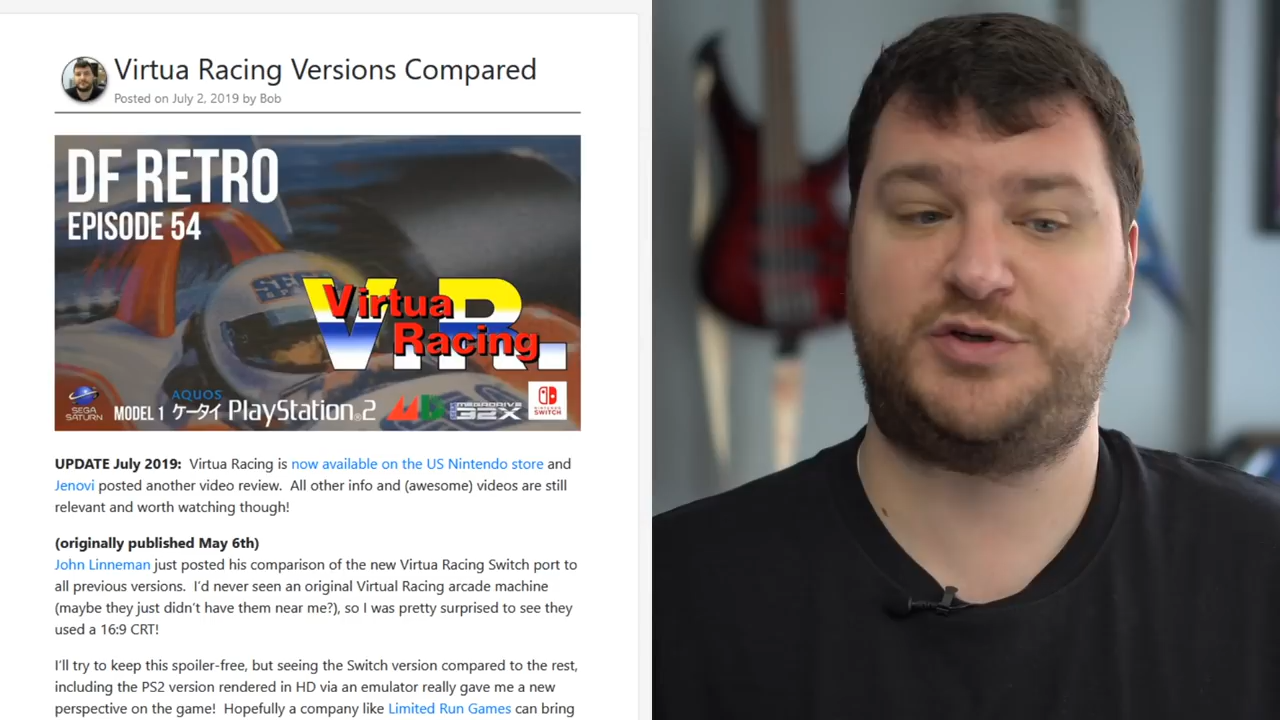 Virtua Racing Versions Compared
Posted on July 2, 2019 by Bob
DF RETRO
EPISODE 54
SEGA
Virtua
Racing
V.R.
SEGA
SATURN
MODEL 1
AQUOS
ケータイ
PlayStation®2
MEGADRIVE
32X
NINTENDO
SWITCH
UPDATE July 2019: Virtua Racing is now available on the US Nintendo store and
Jenovi posted another video review. All other info and (awesome) videos are still
relevant and worth watching though!
(originally published May 6th)
John Linneman just posted his comparison of the new Virtua Racing Switch port to
all previous versions. I'd never seen an original Virtual Racing arcade machine
(maybe they just didn't have them near me?), so I was pretty surprised to see they
used a 16:9 CRT!
I'll try to keep this spoiler-free, but seeing the Switch version compared to the rest,
including the PS2 version rendered in HD via an emulator really gave me a new
perspective on the game! Hopefully a company like Limited Run Games can bring